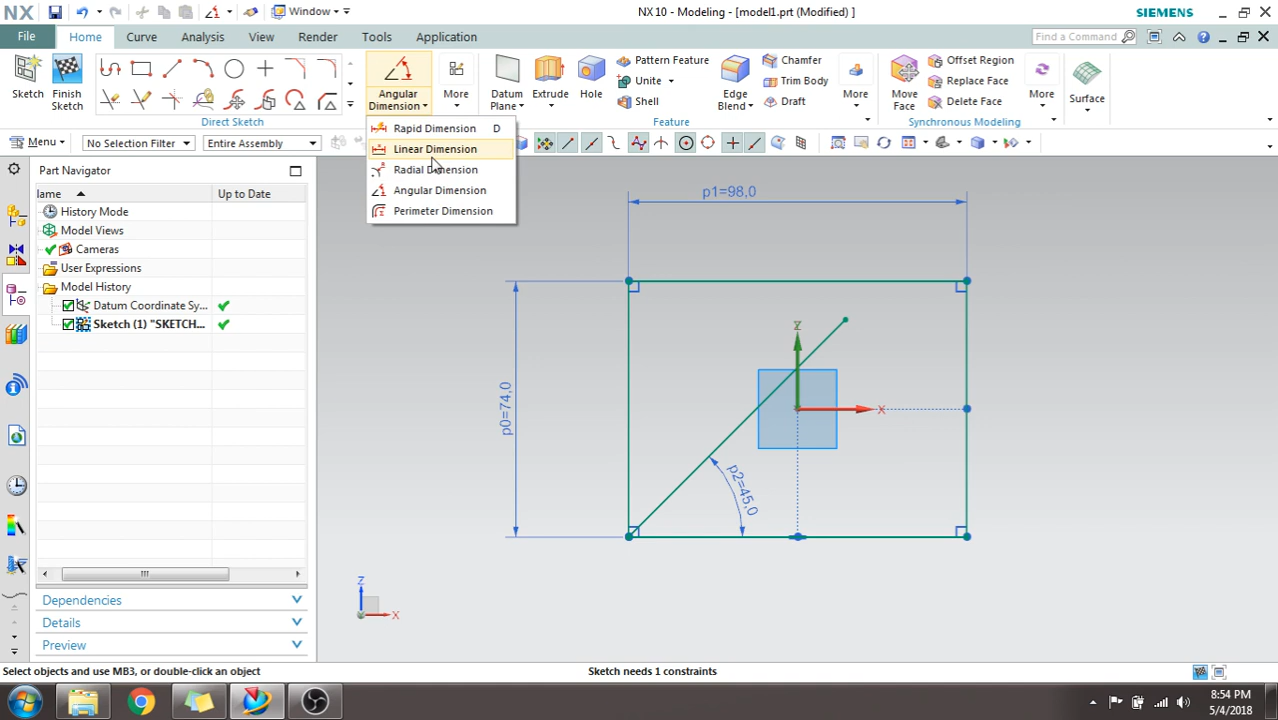 NX
Window
NX 10 - Modeling - [model1.prt (Modified) ]
SIEMENS
File
Home
Curve
Analysis
View
Render
Tools
Application
Find a Command
Sketch
Finish Sketch
Angular Dimension
More
Datum Plane
Extrude
Hole
Pattern Feature
Unite
Shell
Edge Blend
Chamfer
Trim Body
Draft
More
Move Face
Offset Region
Replace Face
Delete Face
More
Surface
Direct Sketch
Feature
Synchronous Modeling
Menu
No Selection Filter
Entire Assembly
Rapid Dimension D
Linear Dimension
Radial Dimension
Angular Dimension
Perimeter Dimension
Part Navigator
lame
Up to Date
History Mode
Model Views
Cameras
User Expressions
Model History
Datum Coordinate Sy...
Sketch (1) "SKETCH...
Dependencies
Details
Preview
p1=98,0
p0=74,0
p2=45,0
Z
X
Z
X
Select objects and use MB3, or double-click an object
Sketch needs 1 constraints
8:54 PM
5/4/2018